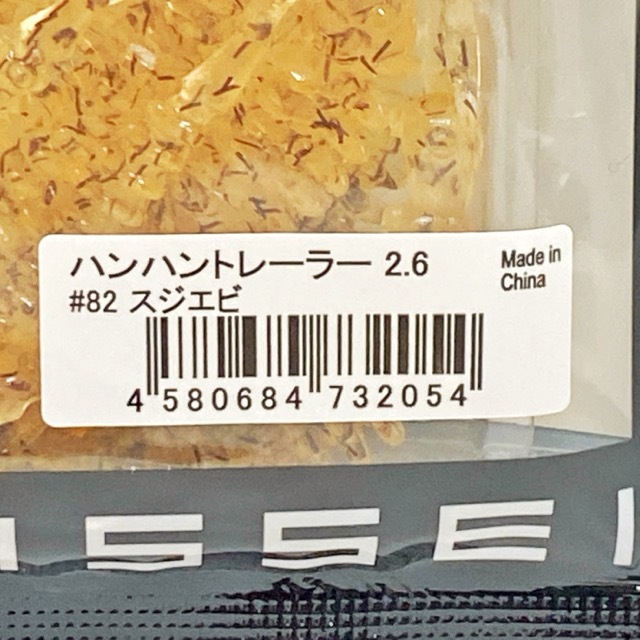 ハンハントレーラー 2.6
Made in
China
#82 スジエビ
4 580684 732054
ISSEI